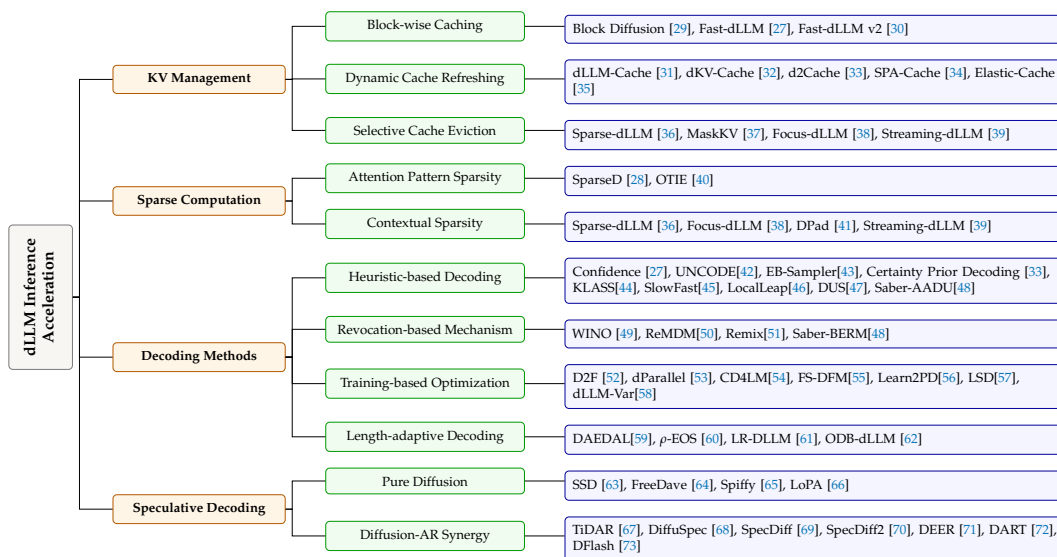 dLLM Inference
Acceleration
KV Management
Block-wise Caching
Block Diffusion [29], Fast-dLLM [27], Fast-dLLM v2 [30]
Dynamic Cache Refreshing
dLLM-Cache [31], dKV-Cache [32], d2Cache [33], SPA-Cache [34], Elastic-Cache
[35]
Selective Cache Eviction
Sparse-dLLM [36], MaskKV [37], Focus-dLLM [38], Streaming-dLLM [39]
Sparse Computation
Attention Pattern Sparsity
SparseD [28], OTIE [40]
Contextual Sparsity
Sparse-dLLM [36], Focus-dLLM [38], DPad [41], Streaming-dLLM [39]
Decoding Methods
Heuristic-based Decoding
Confidence [27], UNCODE[42], EB-Sampler[43], Certainty Prior Decoding [33],
KLASS[44], SlowFast[45], LocalLeap[46], DUS[47], Saber-AADU[48]
Revocation-based Mechanism
WINO [49], ReMDM[50], Remix[51], Saber-BERM[48]
Training-based Optimization
D2F [52], dParallel [53], CD4LM[54], FS-DFM[55], Learn2PD[56], LSD[57],
dLLM-Var[58]
Length-adaptive Decoding
DAEDAL[59], ρ-EOS [60], LR-DLLM [61], ODB-dLLM [62]
Speculative Decoding
Pure Diffusion
SSD [63], FreeDave [64], Spiffy [65], LoPA [66]
Diffusion-AR Synergy
TiDAR [67], DiffuSpec [68], SpecDiff [69], SpecDiff2 [70], DEER [71], DART [72],
DFlash [73]